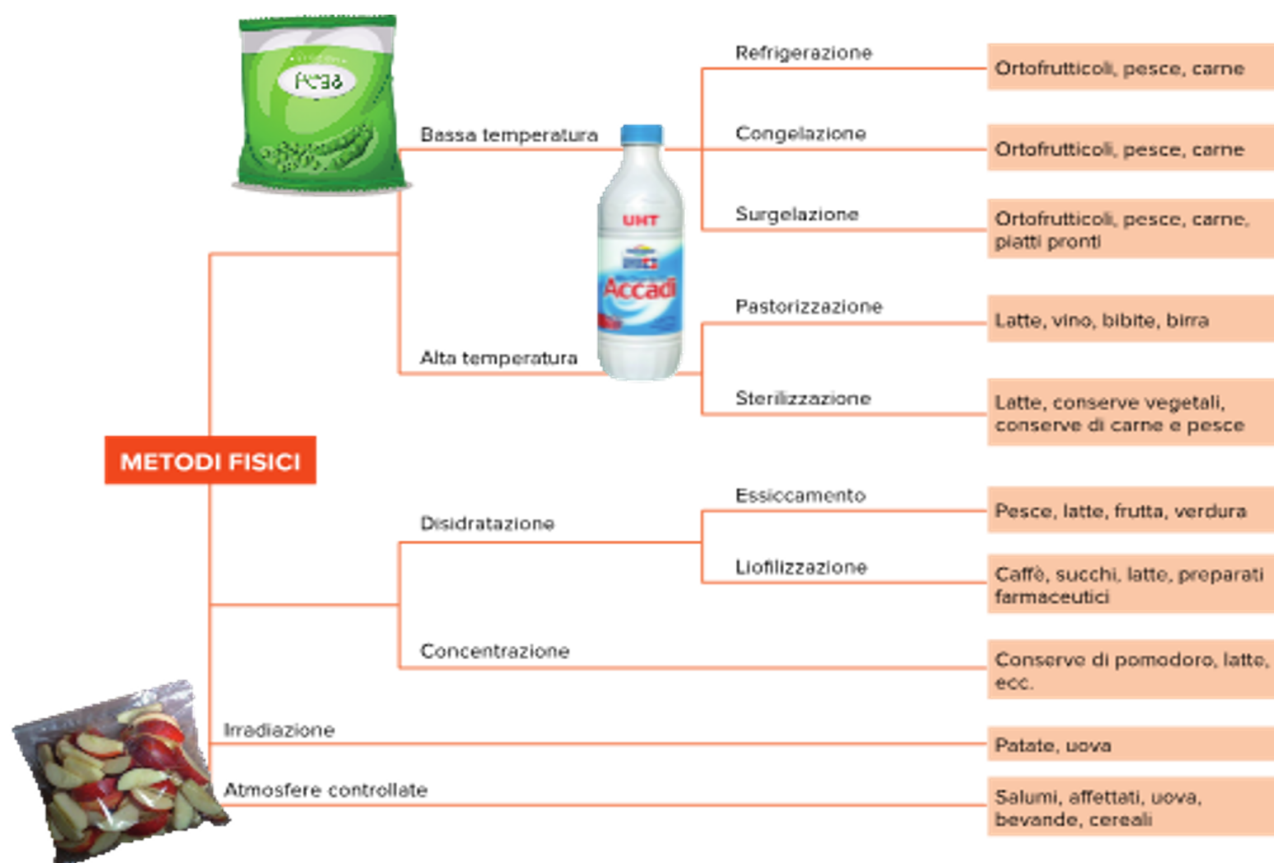 Peas
Bassa temperatura
Refrigerazione
Ortofrutticoli, pesce, carne
Congelazione
Ortofrutticoli, pesce, carne
Surgelazione
Ortofrutticoli, pesce, carne,
piatti pronti
UHT
Accadi
Alta temperatura
Pastorizzazione
Latte, vino, bibite, birra
Sterilizzazione
Latte, conserve vegetali,
conserve di carne e pesce
METODI FISICI
Disidratazione
Essiccamento
Pesce, latte, frutta, verdura
Liofilizzazione
Caffè, succhi, latte, preparati
farmaceutici
Concentrazione
Conserve di pomodoro, latte,
ecc.
Irradiazione
Patate, uova
Atmosfere controllate
Salumi, affettati, uova,
bevande, cereali